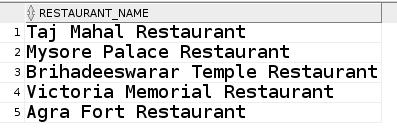 RESTAURANT_NAME
1 Taj Mahal Restaurant
2 Mysore Palace Restaurant
3 Brihadeeswarar Temple Restaurant
4 Victoria Memorial Restaurant
5 Agra Fort Restaurant